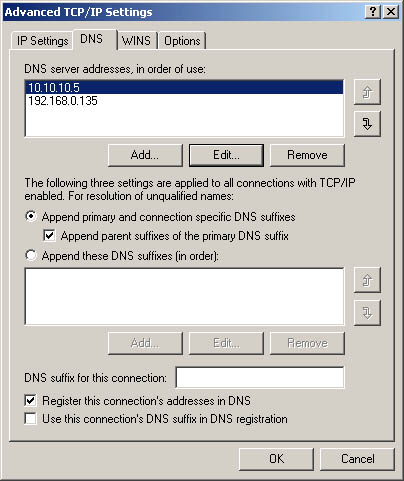 Advanced TCP/IP Settings
IP Settings DNS WINS Options
DNS server addresses, in order of use:
10.10.10.5
192.168.0.135
Add... Edit... Remove
The following three settings are applied to all connections with TCP/IP
enabled. For resolution of unqualified names:
Append primary and connection specific DNS suffixes
Append parent suffixes of the primary DNS suffix
Append these DNS suffixes (in order):
Add... Edit... Remove
DNS suffix for this connection:
Register this connection's addresses in DNS
Use this connection's DNS suffix in DNS registration
OK Cancel